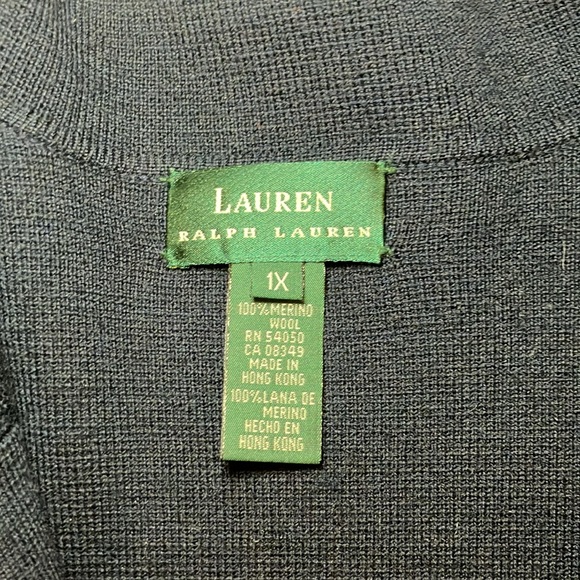 LAUREN
RALPH LAUREN
1X
100% MERINO
WOOL
RN 54050
CA 08349
MADE IN
HONG KONG
100% LANA DE
MERINO
HECHO EN
HONG KONG